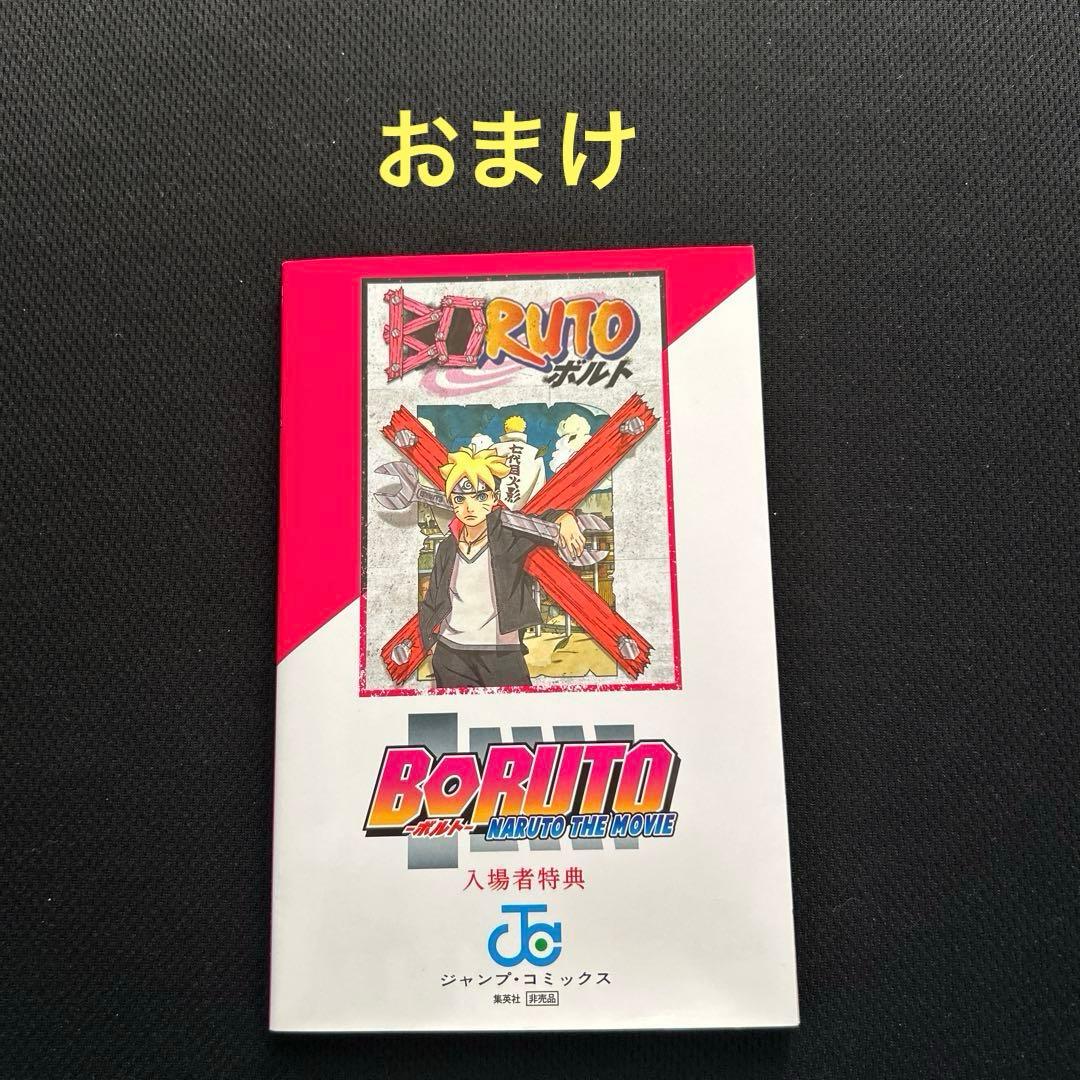 おまけ
BORUTO
ボルト
七代目火影
BORUTO
-ボルト- NARUTO THE MOVIE
入場者特典
JC
ジャンプ・コミックス
集英社 非売品